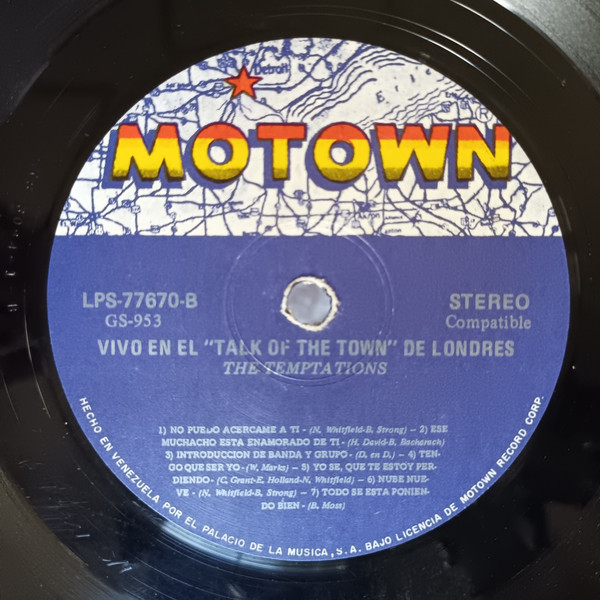 Detroit
Erie
MOTOWN
®
Akron
LPS-77670-B
STEREO
GS-953
Compatible
VIVO EN EL "TALK OF THE TOWN" DE LONDRES
THE TEMPTATIONS
1) NO PUEDO ACERCAME A TI - (N. Whitfield-B. Strong) – 2) ESE
MUCHACHO ESTA ENAMORADO DE TI - (H. David-B. Bacharach)
3) INTRODUCCION DE BANDA Y GRUPO - (D. en D.) – 4) TEN-
GO QUE SER YO - (W. Marks) – 5) YO SE, QUE TE ESTOY PER-
DIENDO - (C, Grant-E, Holland-N, Whitfield) – 6) NUBE NUE-
VE - (N. Whitfield-B, Strong) – 7) TODO SE ESTA PONIEN-
DO BIEN - (B. Most)
HECHO EN VENEZUELA POR EL PALACIO DE LA MUSICA, S.A. BAJO LICENCIA DE MOTOWN RECORD CORP.